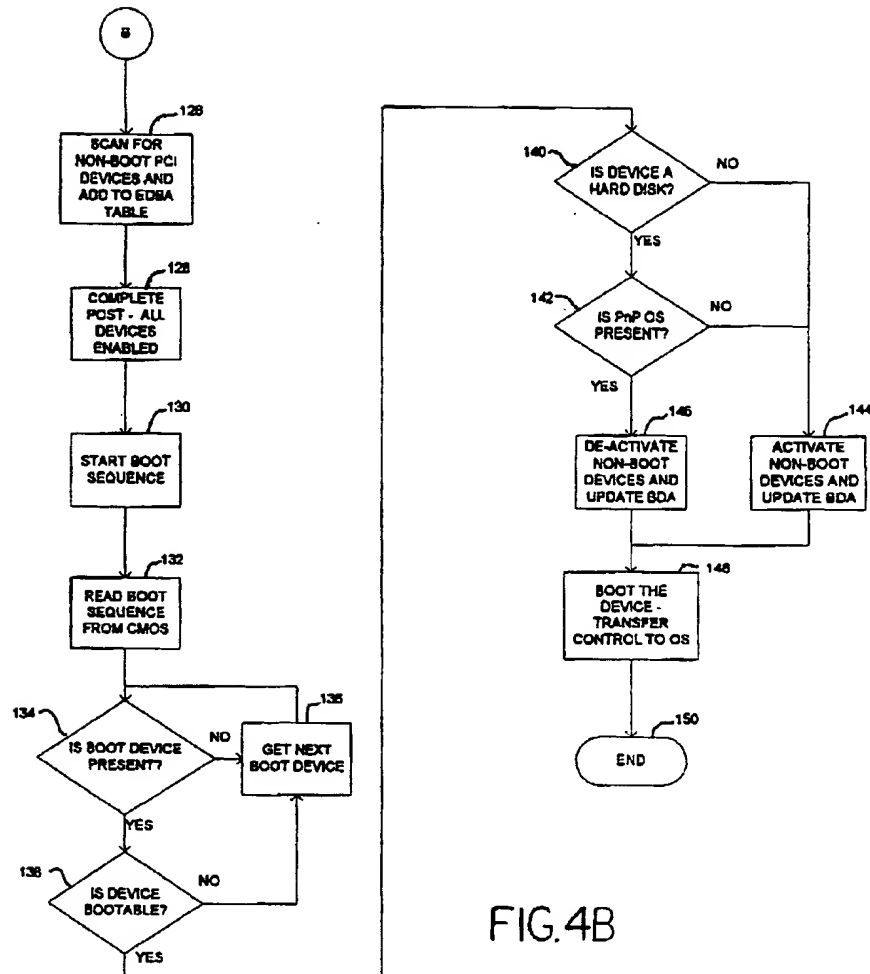 128
SCAN FOR
NON-BOOT PCI
DEVICES AND
ADD TO EDBA
TABLE
128
COMPLETE
POST - ALL
DEVICES
ENABLED
130
START BOOT
SEQUENCE
132
READ BOOT
SEQUENCE
FROM CMOS
134
IS BOOT DEVICE
PRESENT?
NO
YES
136
GET NEXT
BOOT DEVICE
138
IS DEVICE
BOOTABLE?
NO
YES
140
IS DEVICE A
HARD DISK?
NO
YES
142
IS PnP OS
PRESENT?
NO
YES
146
DE-ACTIVATE
NON-BOOT
DEVICES AND
UPDATE BDA
144
ACTIVATE
NON-BOOT
DEVICES AND
UPDATE BDA
148
BOOT THE
DEVICE -
TRANSFER
CONTROL TO OS
150
END
FIG.4B